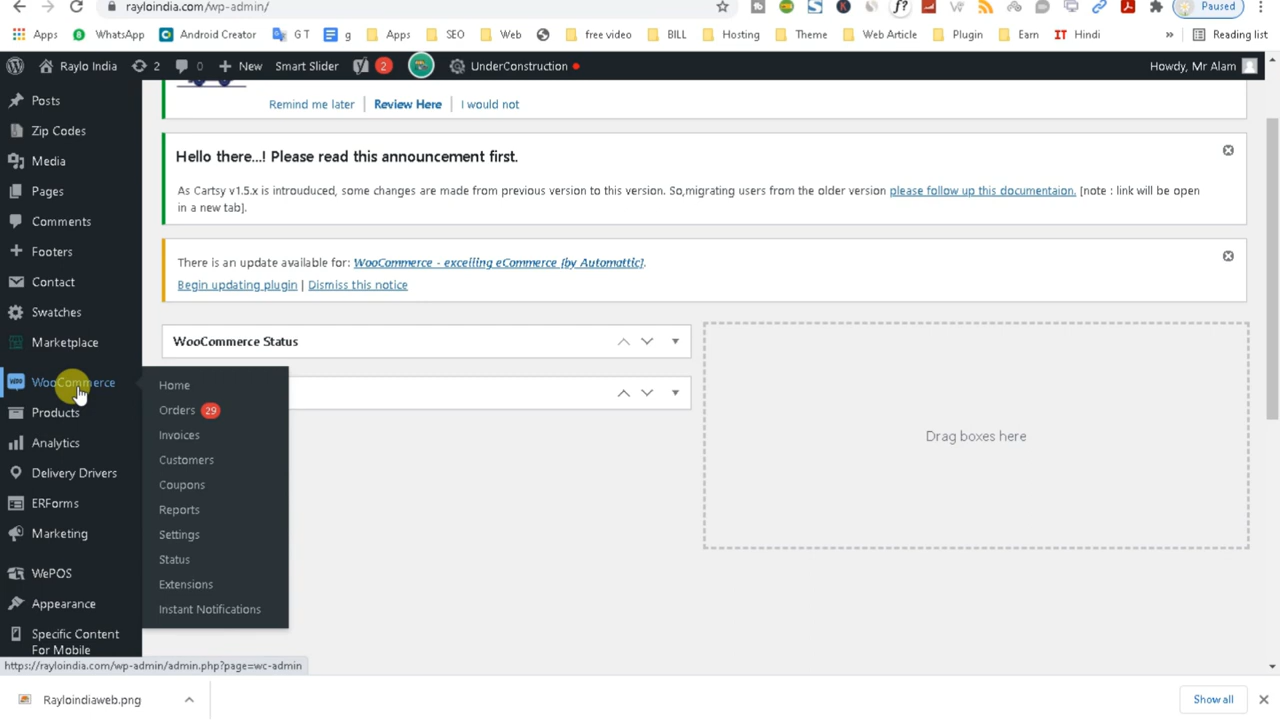 rayloindia.com/wp-admin/
Paused
Apps WhatsApp Android Creator G T g Apps SEO Web free video BILL Hosting Theme Web Article Plugin Earn IT Hindi » Reading list
Raylo India 2 0 New Smart Slider 2 UnderConstruction Howdy, Mr Alam
Posts
Zip Codes
Media
Pages
Comments
Footers
Contact
Swatches
Marketplace
WooCommerce
Products
Analytics
Delivery Drivers
ERForms
Marketing
WePOS
Appearance
Specific Content
For Mobile
Home
Orders 29
Invoices
Customers
Coupons
Reports
Settings
Status
Extensions
Instant Notifications
Remind me later | Review Here | I would not
Hello there...! Please read this announcement first.
As Cartsy v1.5.x is introuduced, some changes are made from previous version to this version. So,migrating users from the older version please follow up this documentaion. [note : link will be open
in a new tab].
There is an update available for: WooCommerce - excelling eCommerce [by Automattic].
Begin updating plugin | Dismiss this notice
WooCommerce Status
Drag boxes here
https://rayloindia.com/wp-admin/admin.php?page=wc-admin
Rayloindiaweb.png
Show all